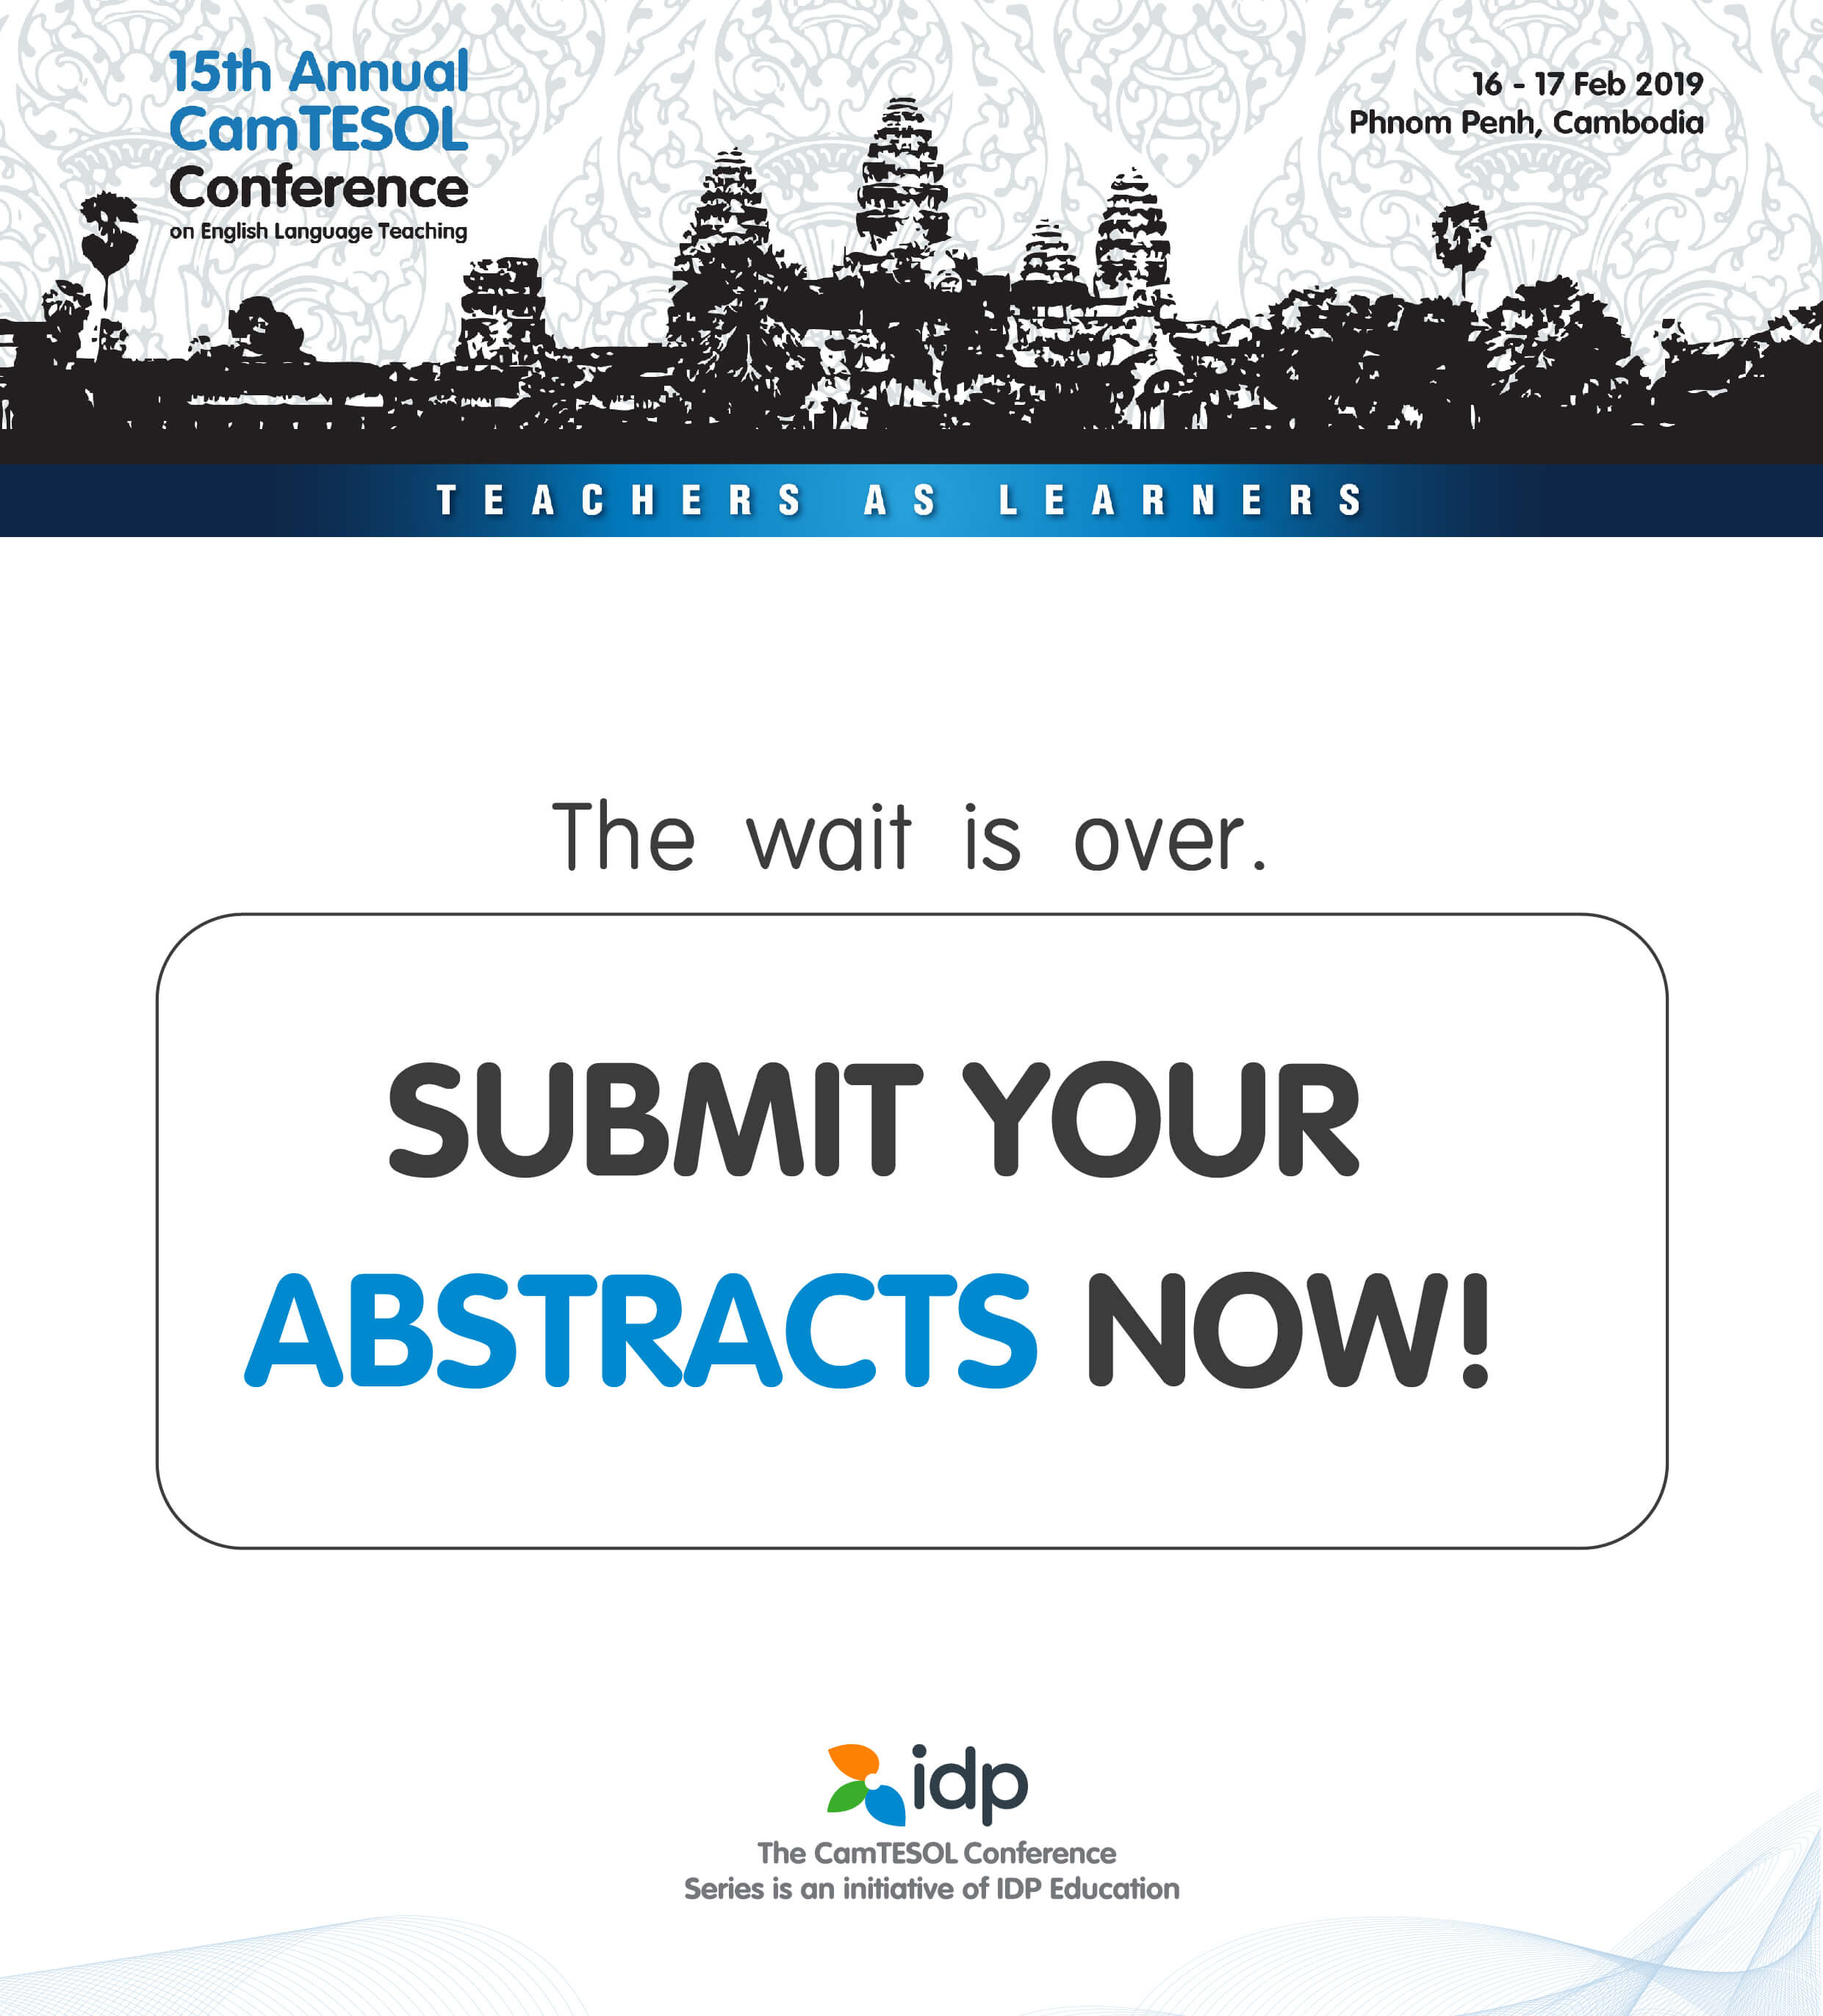 15th Annual
CamTESOL
Conference
on English Language Teaching
16 - 17 Feb 2019
Phnom Penh, Cambodia
TEACHERS AS LEARNERS
The wait is over.
SUBMIT YOUR
ABSTRACTS NOW!
idp
The CamTESOL Conference
Series is an initiative of IDP Education